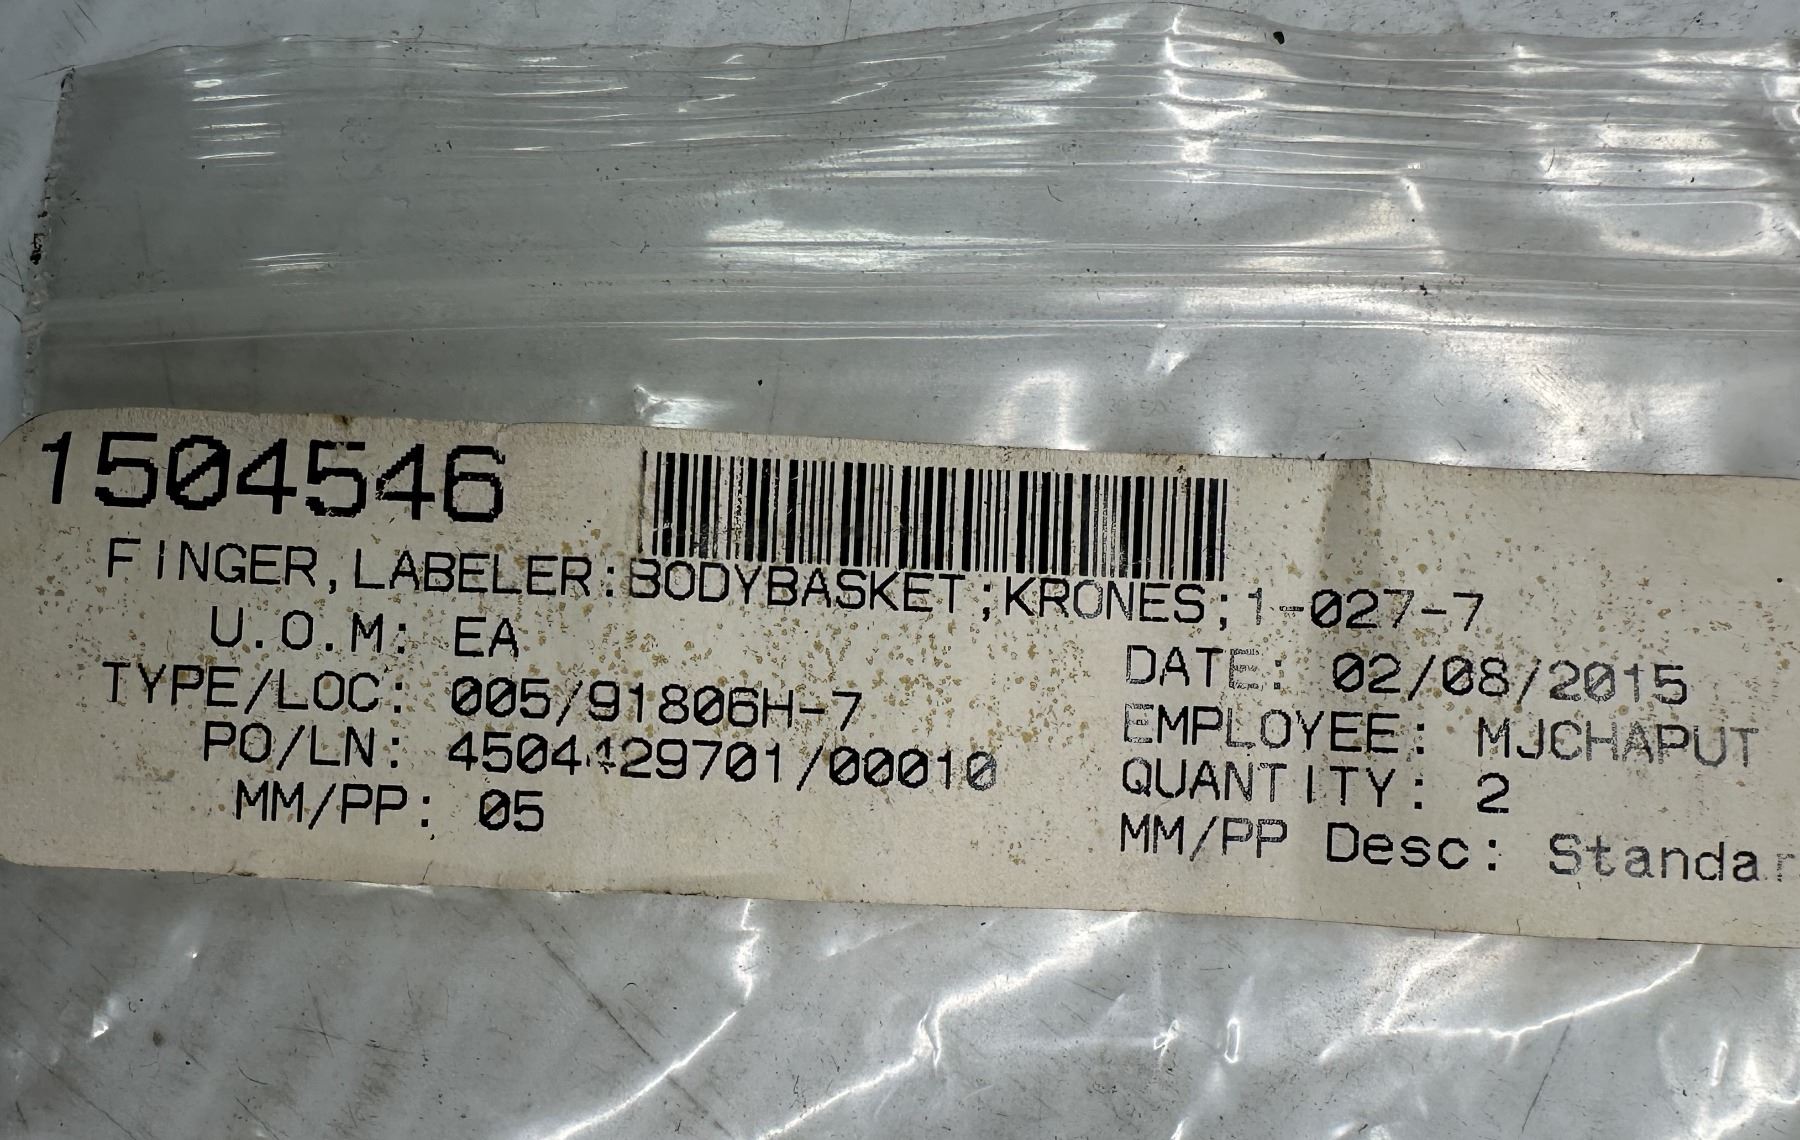 1504546
FINGER,LABELER:BODYBASKET;KRONES;1-027-7
U.O.M: EA
DATE: 02/08/2015
TYPE/LOC: 005/91806H-7
EMPLOYEE: MJCHAPUT
PO/LN: 4504429701/00010
QUANTITY: 2
MM/PP: 05
MM/PP Desc: Standar